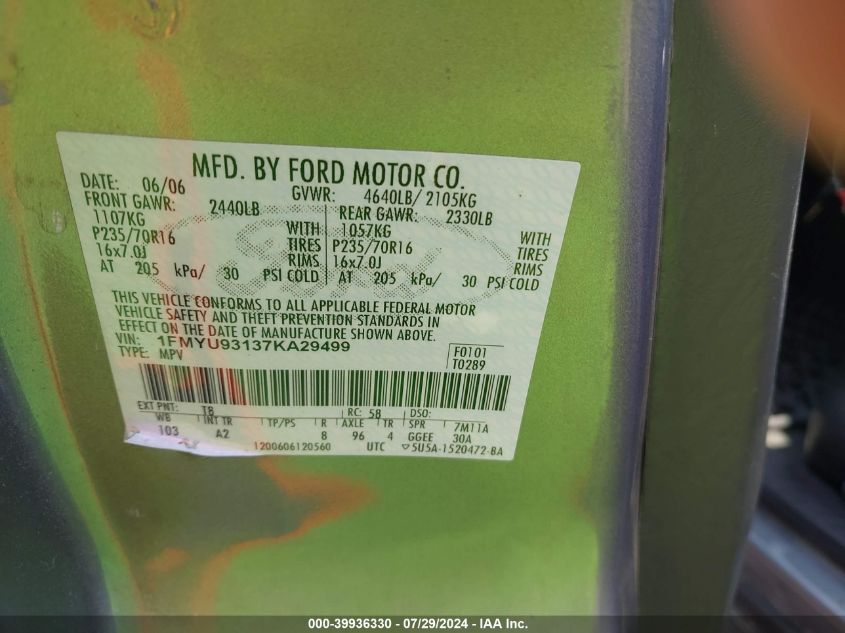 MFD. BY FORD MOTOR CO.
DATE: 06/06 GVWR: 4640LB/ 2105KG
FRONT GAWR: 2440LB REAR GAWR: 2330LB
1107KG WITH 1057KG WITH
P235/70R16 TIRES P235/70R16 TIRES
16x7.0J RIMS 16x7.0J RIMS
AT 205 kPa/ 30 PSI COLD AT 205 kPa/ 30 PSI COLD
THIS VEHICLE CONFORMS TO ALL APPLICABLE FEDERAL MOTOR
VEHICLE SAFETY AND THEFT PREVENTION STANDARDS IN
EFFECT ON THE DATE OF MANUFACTURE SHOWN ABOVE.
VIN: 1FMYU93137KA29499 F0101
TYPE: MPV T0289
EXT PNT: T8 RC: 58 DSO:
WB INT TR TP/PS R AXLE TR SPR 7M11A
103 A2 8 96 4 GGEE 30A
1200606120560 UTC ▽5U5A-1520472-BA
000-39936330 - 07/29/2024 - IAA Inc.